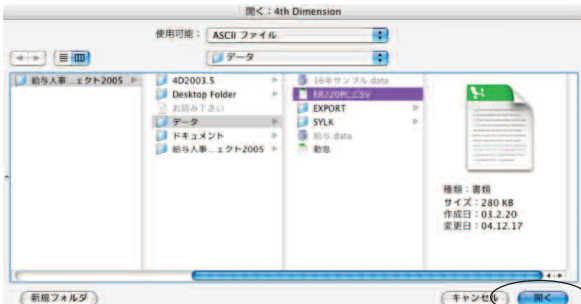 開く：4th Dimension
使用可能： ASCII ファイル
データ
給与人事...ェクト2005
4D2003.5
Desktop Folder
お読み下さい
データ
ドキュメント
給与人事...ェクト2005
16年サンプル.data
ER220PC.CSV
EXPORT
SYLK
給与.data
勤怠
種類：書類
サイズ：280 KB
作成日：03.2.20
変更日：04.12.17
新規フォルダ
キャンセル
開く